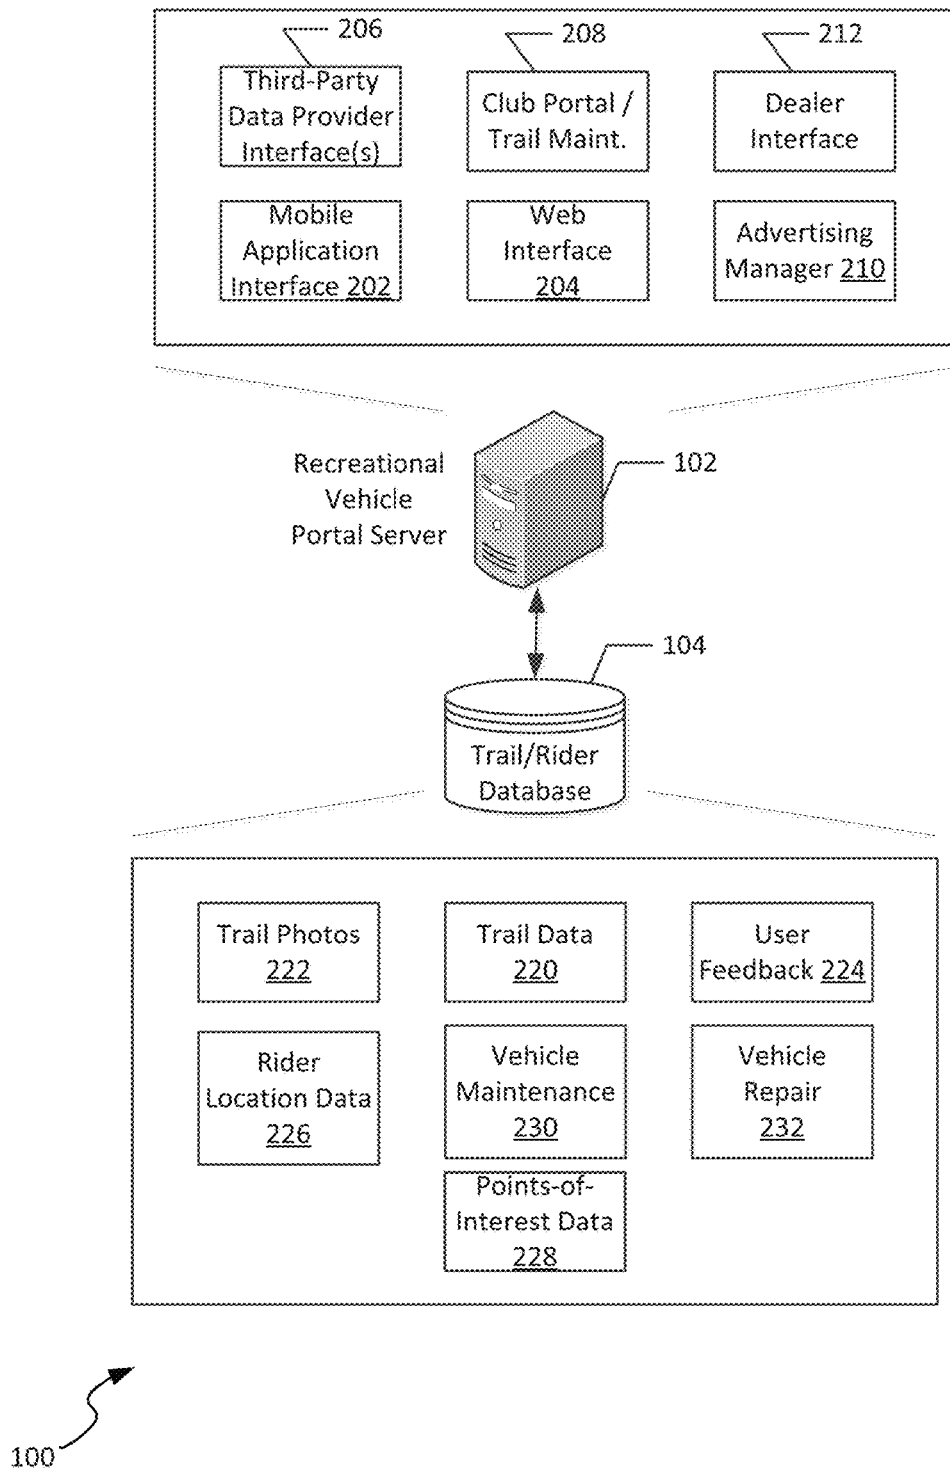 206
208
212
Third-Party
Data Provider
Interface(s)
Club Portal /
Trail Maint.
Dealer
Interface
Mobile
Application
Interface 202
Web
Interface
204
Advertising
Manager 210
Recreational
Vehicle
Portal Server
102
104
Trail/Rider
Database
Trail Photos
222
Trail Data
220
User
Feedback 224
Rider
Location Data
226
Vehicle
Maintenance
230
Vehicle
Repair
232
Points-of-
Interest Data
228
100